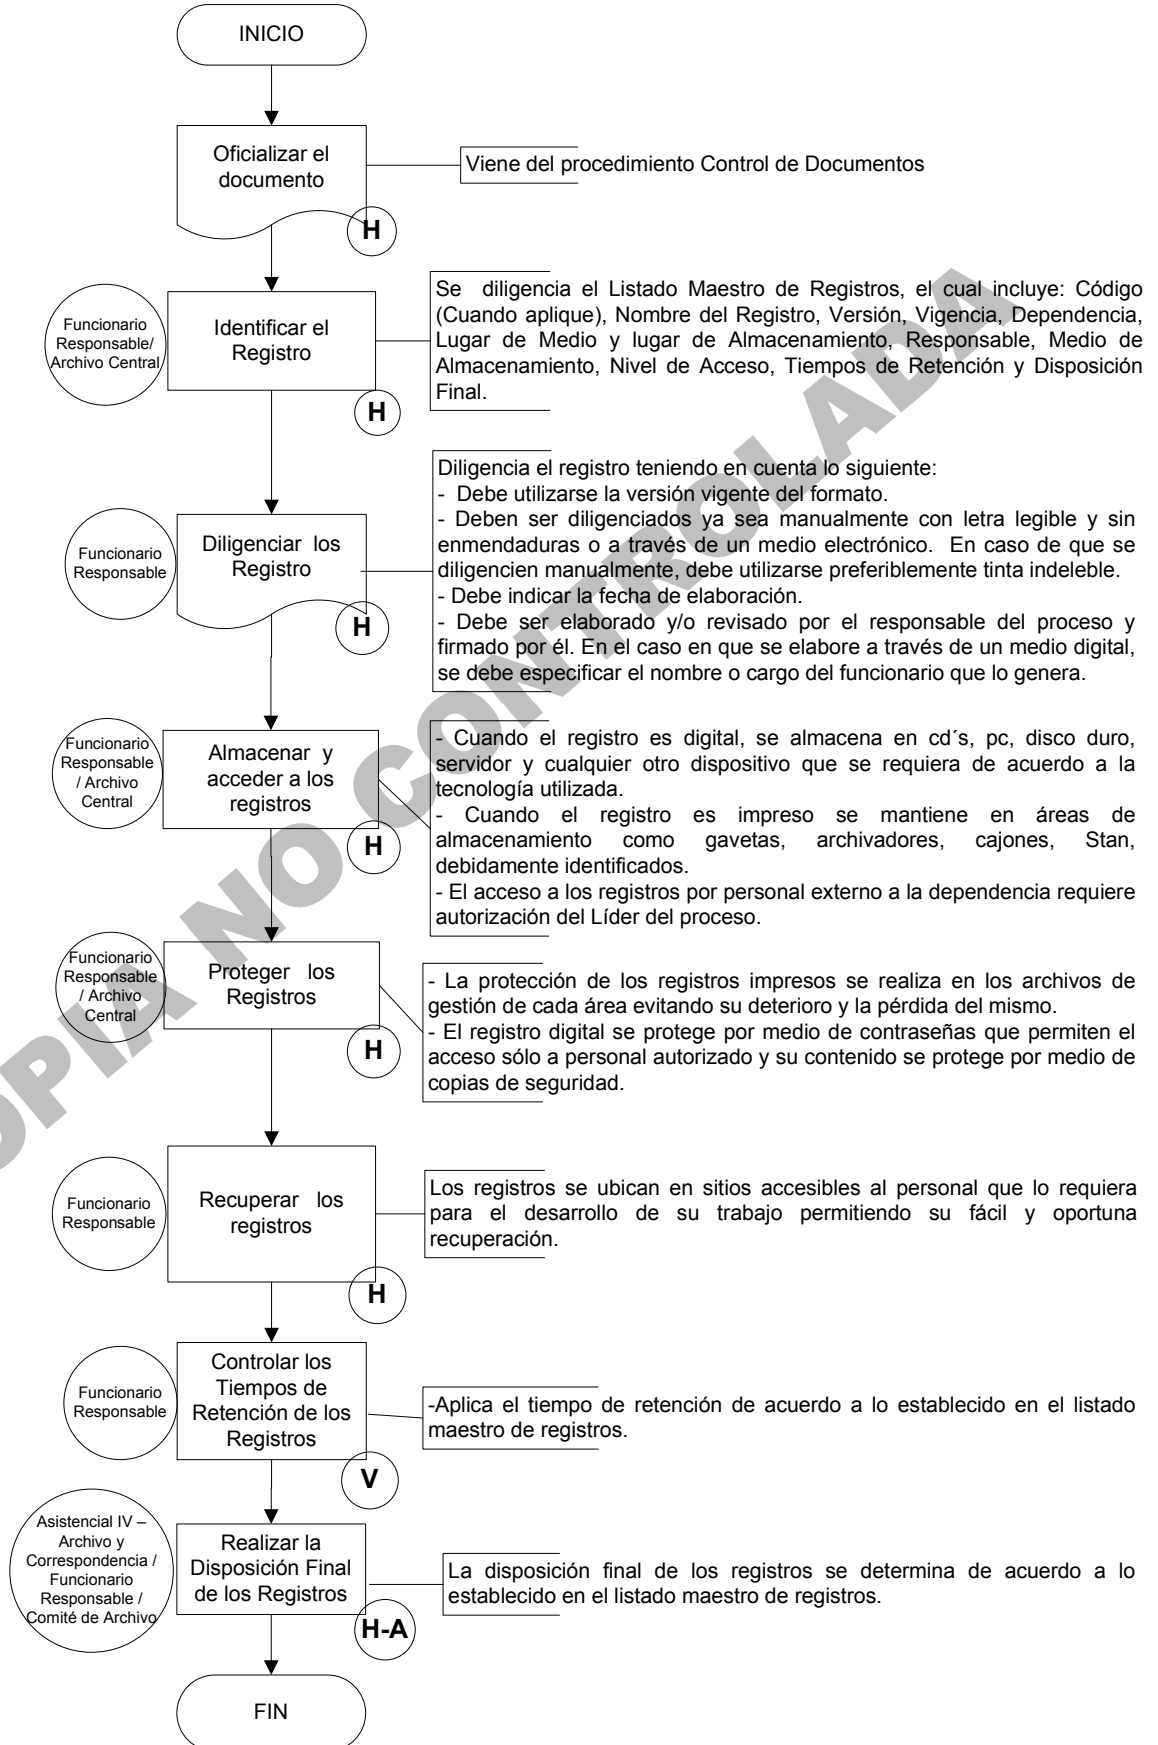 INICIO
Oficializar el
documento
Viene del procedimiento Control de Documentos
H
Funcionario
Responsable/
Archivo Central
Identificar el
Registro
Se diligencia el Listado Maestro de Registros, el cual incluye: Código
(Cuando aplique), Nombre del Registro, Versión, Vigencia, Dependencia,
Lugar de Medio y lugar de Almacenamiento, Responsable, Medio de
Almacenamiento, Nivel de Acceso, Tiempos de Retención y Disposición
Final.
H
Funcionario
Responsable
Diligenciar los
Registro
Diligencia el registro teniendo en cuenta lo siguiente:
- Debe utilizarse la versión vigente del formato.
- Deben ser diligenciados ya sea manualmente con letra legible y sin
enmendaduras o a través de un medio electrónico. En caso de que se
diligencien manualmente, debe utilizarse preferiblemente tinta indeleble.
- Debe indicar la fecha de elaboración.
- Debe ser elaborado y/o revisado por el responsable del proceso y
firmado por él. En el caso en que se elabore a través de un medio digital,
se debe especificar el nombre o cargo del funcionario que lo genera.
H
Funcionario
Responsable
/ Archivo
Central
Almacenar y
acceder a los
registros
- Cuando el registro es digital, se almacena en cd´s, pc, disco duro,
servidor y cualquier otro dispositivo que se requiera de acuerdo a la
tecnología utilizada.
- Cuando el registro es impreso se mantiene en áreas de
almacenamiento como gavetas, archivadores, cajones, Stan,
debidamente identificados.
- El acceso a los registros por personal externo a la dependencia requiere
autorización del Líder del proceso.
H
Funcionario
Responsable
/ Archivo
Central
Proteger los
Registros
- La protección de los registros impresos se realiza en los archivos de
gestión de cada área evitando su deterioro y la pérdida del mismo.
- El registro digital se protege por medio de contraseñas que permiten el
acceso sólo a personal autorizado y su contenido se protege por medio de
copias de seguridad.
H
Funcionario
Responsable
Recuperar los
registros
Los registros se ubican en sitios accesibles al personal que lo requiera
para el desarrollo de su trabajo permitiendo su fácil y oportuna
recuperación.
H
Funcionario
Responsable
Controlar los
Tiempos de
Retención de los
Registros
-Aplica el tiempo de retención de acuerdo a lo establecido en el listado
maestro de registros.
V
Asistencial IV –
Archivo y
Correspondencia /
Funcionario
Responsable /
Comité de Archivo
Realizar la
Disposición Final
de los Registros
La disposición final de los registros se determina de acuerdo a lo
establecido en el listado maestro de registros.
H-A
FIN
OPIA NO CONTROLADA